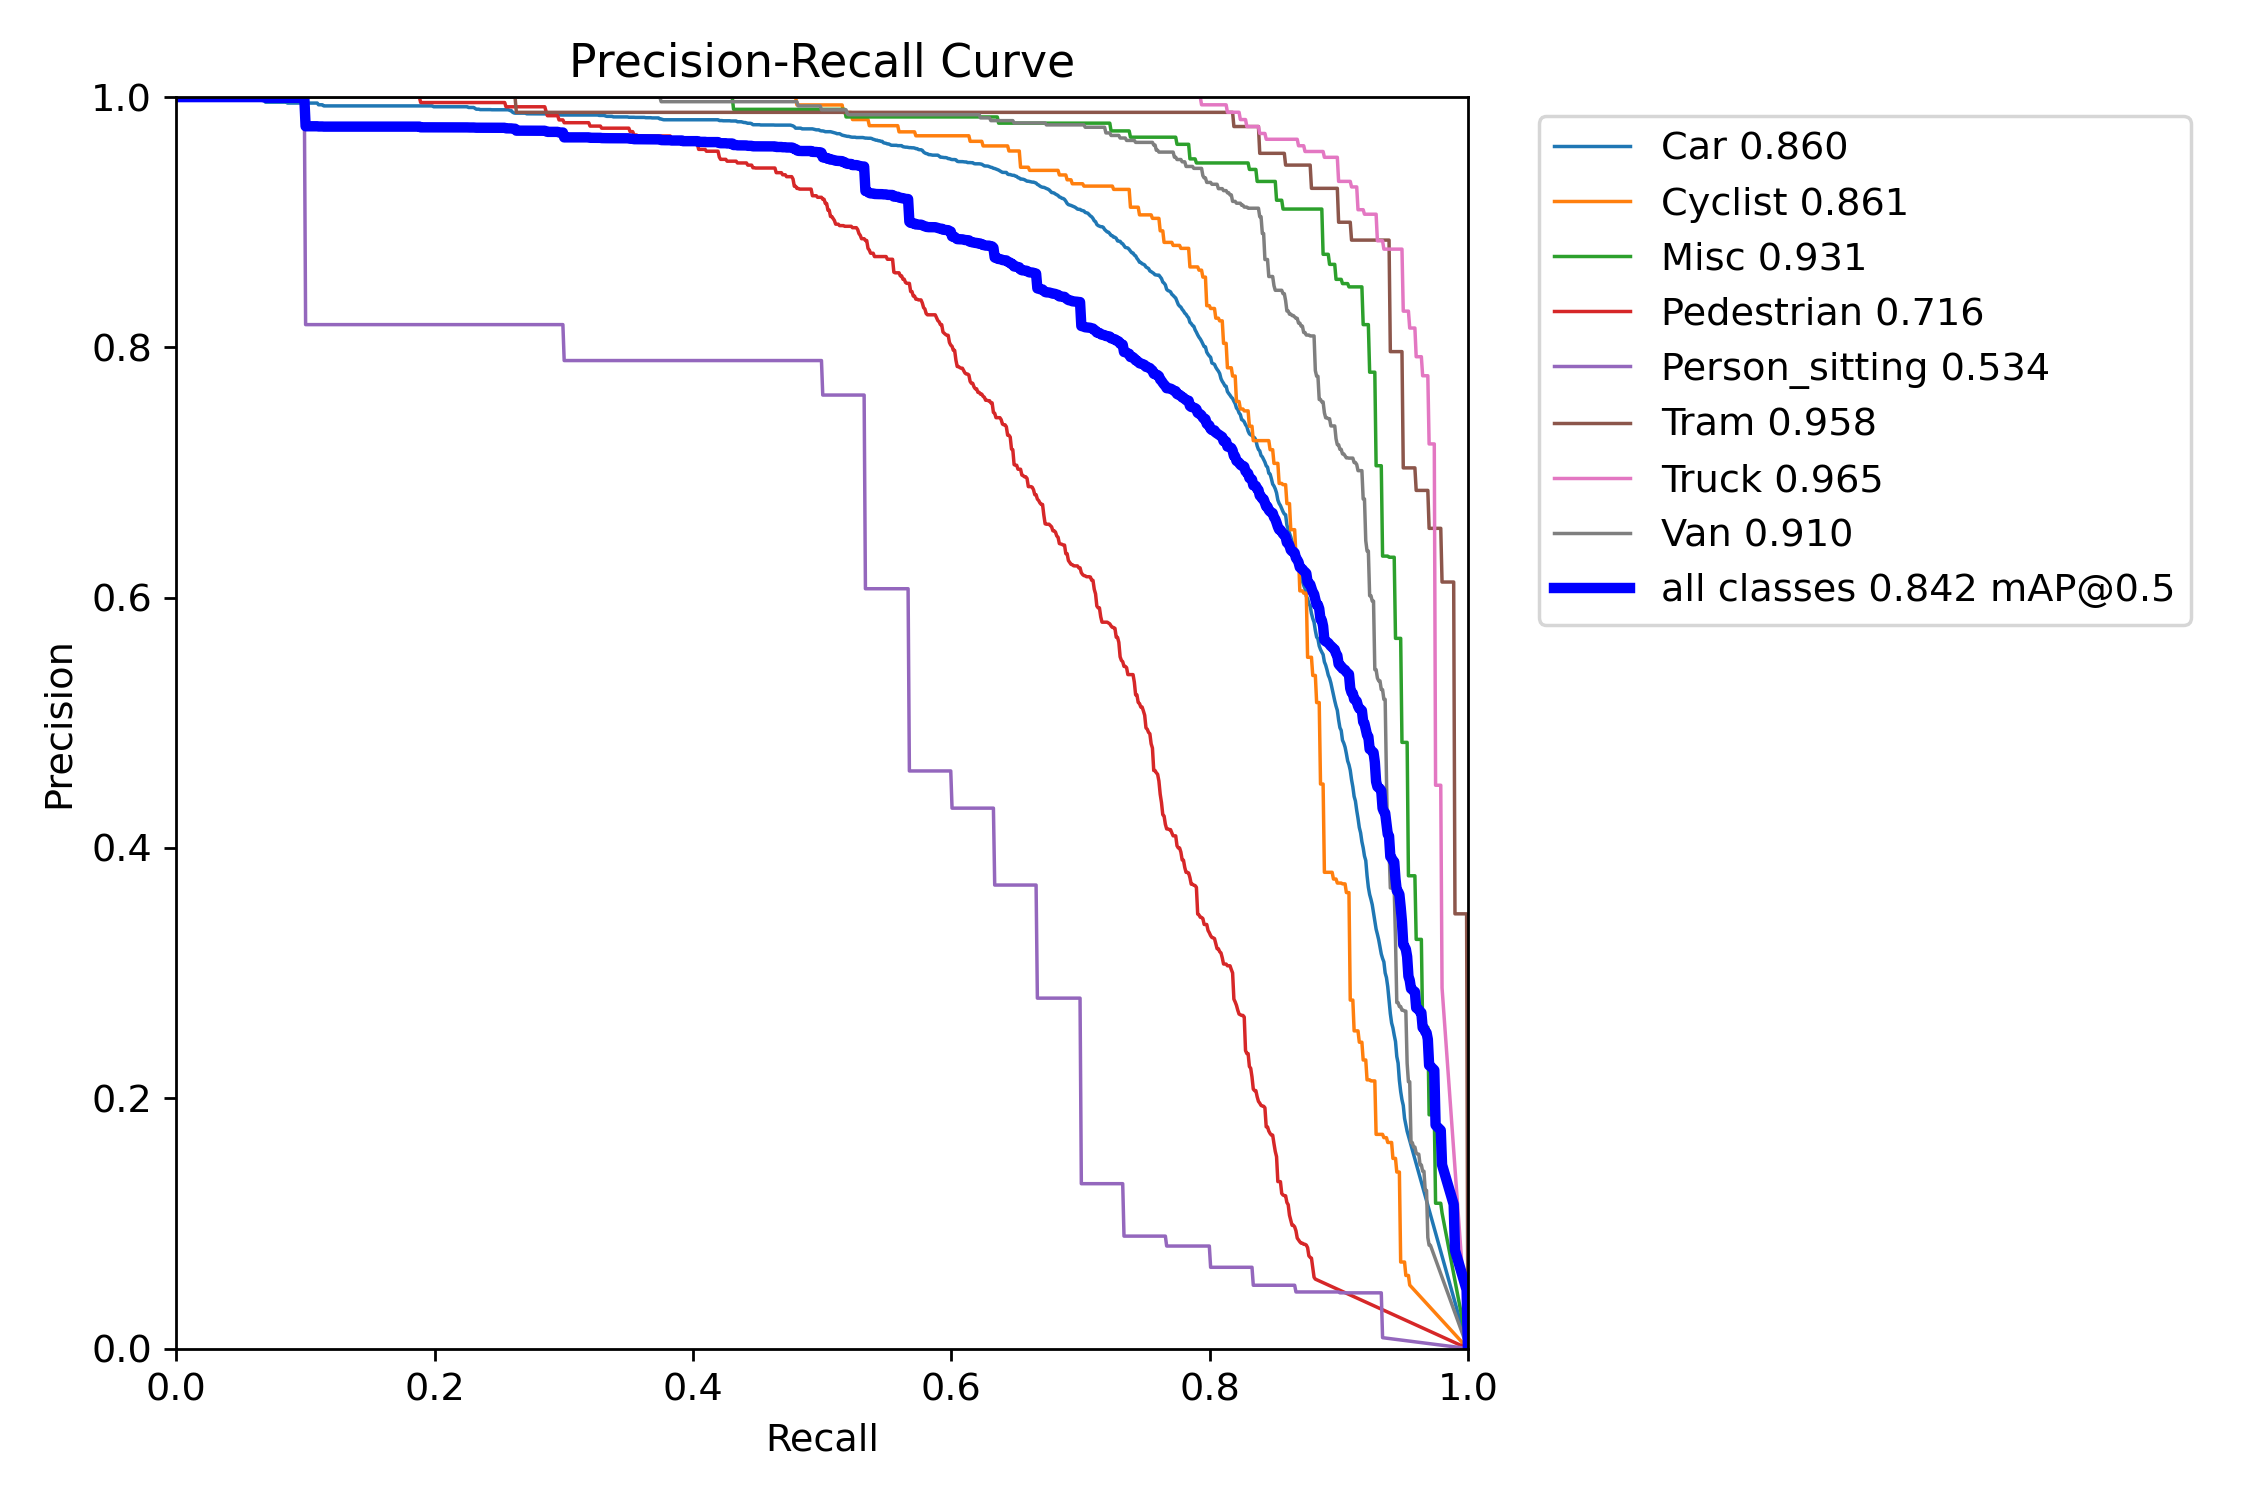 Precision-Recall Curve
1.0
0.8
0.6
0.4
0.2
0.0
Precision
0.0 0.2 0.4 0.6 0.8 1.0
Recall
Car 0.860
Cyclist 0.861
Misc 0.931
Pedestrian 0.716
Person_sitting 0.534
Tram 0.958
Truck 0.965
Van 0.910
all classes 0.842 mAP@0.5